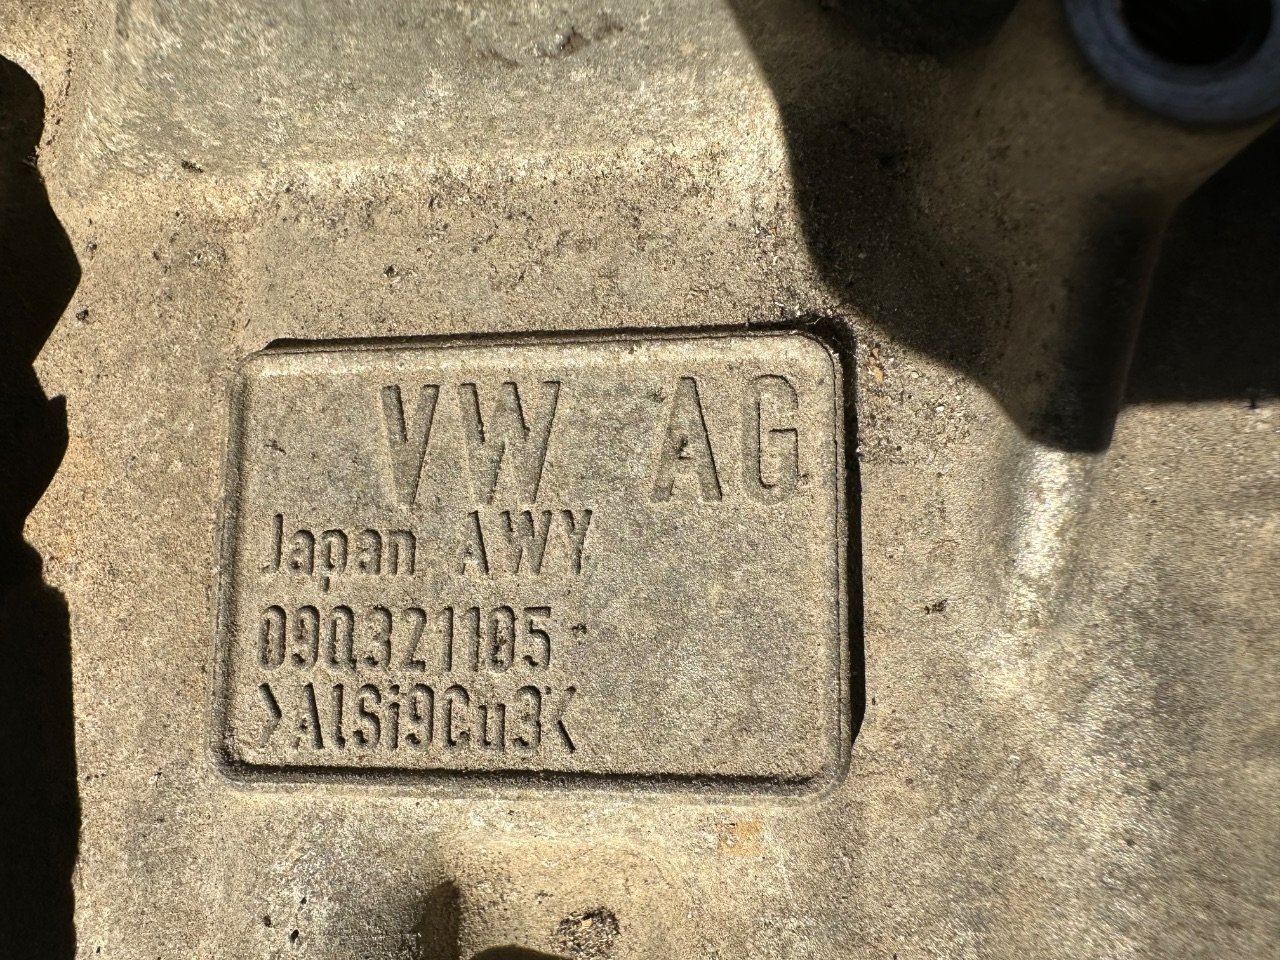 VW AG
Japan AWY
09Q321105
>AlSi9Cu3<